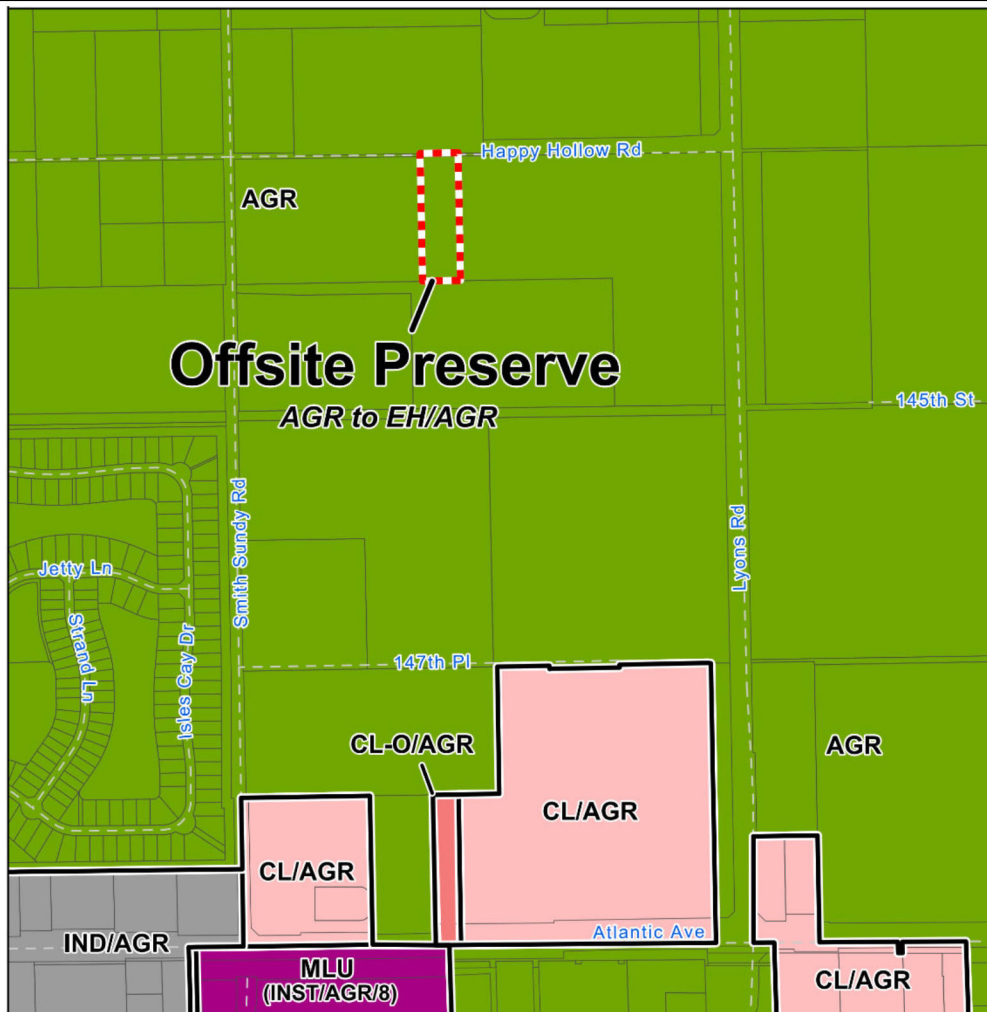 Happy Hollow Rd
AGR
Offsite Preserve
AGR to EH/AGR
145th St
Smith Sundy Rd
Lyons Rd
Jetty Ln
Strand Ln
Isles Cay Dr
147th Pl
CL-O/AGR
AGR
CL/AGR
CL/AGR
Atlantic Ave
IND/AGR
MLU
(INST/AGR/8)
CL/AGR